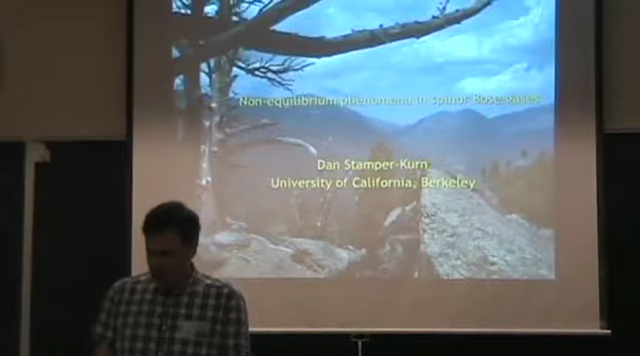 Non-equilibrium phenomena in spinor Bose gases
Dan Stamper-Kurn
University of California, Berkeley